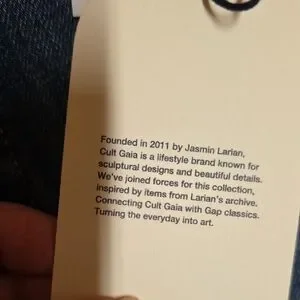 Founded in 2011 by Jasmin Larian,
Cult Gaia is a lifestyle brand known for
sculptural designs and beautiful details.
We've joined forces for this collection,
inspired by items from Larian's archive.
Connecting Cult Gaia with Gap classics.
Turning the everyday into art.